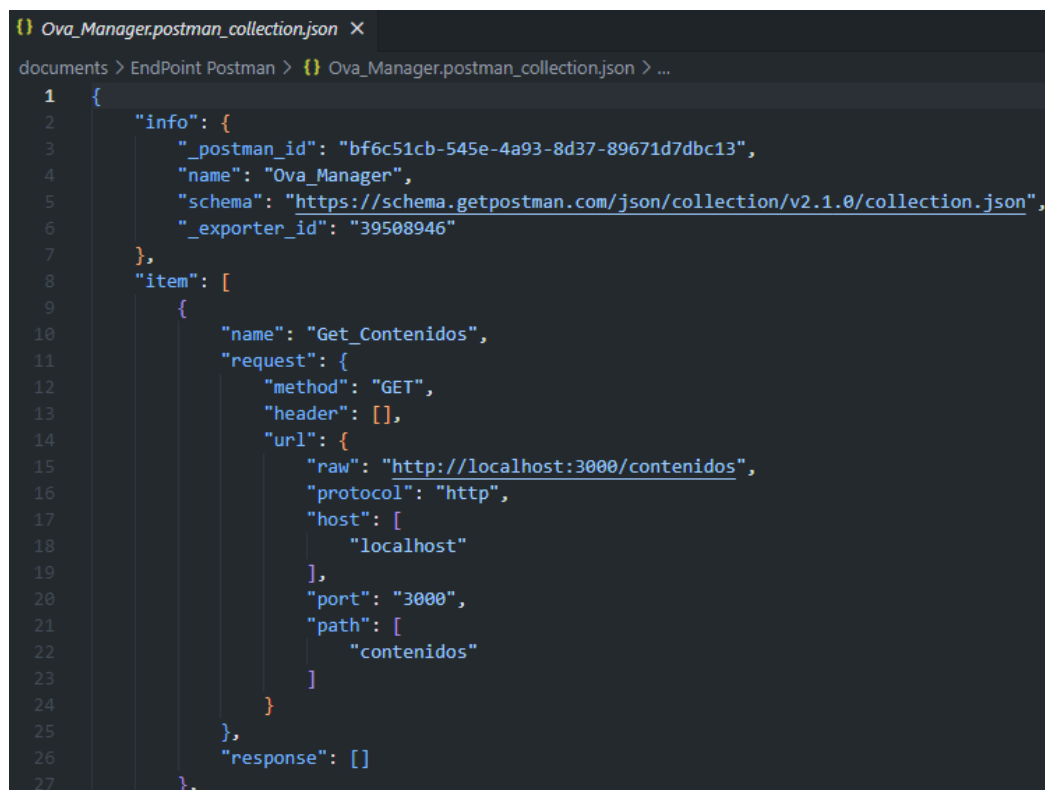 {} Ova_Manager.postman_collection.json ×
documents > EndPoint Postman > {} Ova_Manager.postman_collection.json > ...
1 {
2 "info": {
3 "_postman_id": "bf6c51cb-545e-4a93-8d37-89671d7dbc13",
4 "name": "Ova_Manager",
5 "schema": "https://schema.getpostman.com/json/collection/v2.1.0/collection.json",
6 "_exporter_id": "39508946"
7 },
8 "item": [
9 {
10 "name": "Get_Contenidos",
11 "request": {
12 "method": "GET",
13 "header": [],
14 "url": {
15 "raw": "http://localhost:3000/contenidos",
16 "protocol": "http",
17 "host": [
18 "localhost"
19 ],
20 "port": "3000",
21 "path": [
22 "contenidos"
23 ]
24 }
25 },
26 "response": []
27 },